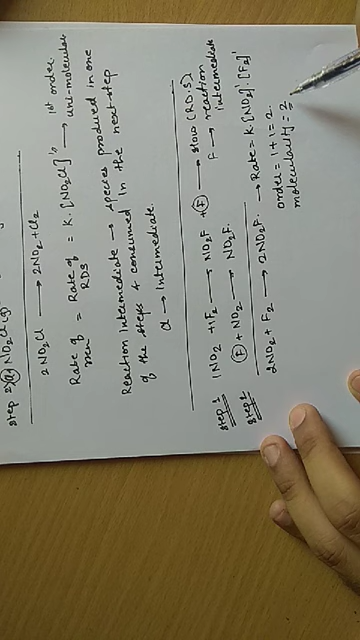 Step 2) Cl + NO2Cl(g)
2NO2Cl ⟶ 2NO2 + Cl2
Rate of rxn = Rate of RDS = K. [NO2Cl]¹ ⟶ 1st order uni-molecular
Reaction Intermediate → species produced in one
of the steps & consumed in the next step
Cl → Intermediate.
Step 1 1NO2 + 1F2 ⟶ NO2F + F ⟶ slow (RD.S)
F → reaction intermediate
Step 2 F + NO2 ⟶ NO2F.
2NO2 + F2 ⟶ 2NO2F. → Rate = K. [NO2]¹ [F2]¹
order = 1 + 1 = 2.
molecularity = 2